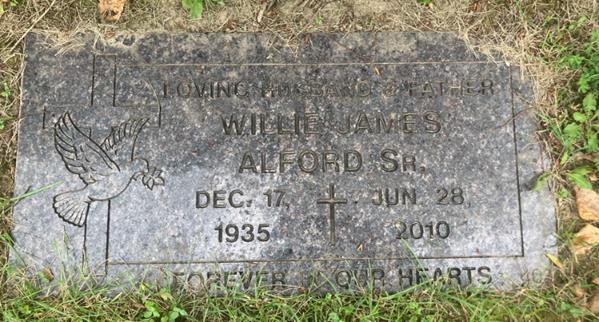 LOVING HUSBAND & FATHER
WILLIE JAMES
ALFORD SR.
DEC. 17, JUN. 28,
1935 2010
FOREVER IN OUR HEARTS